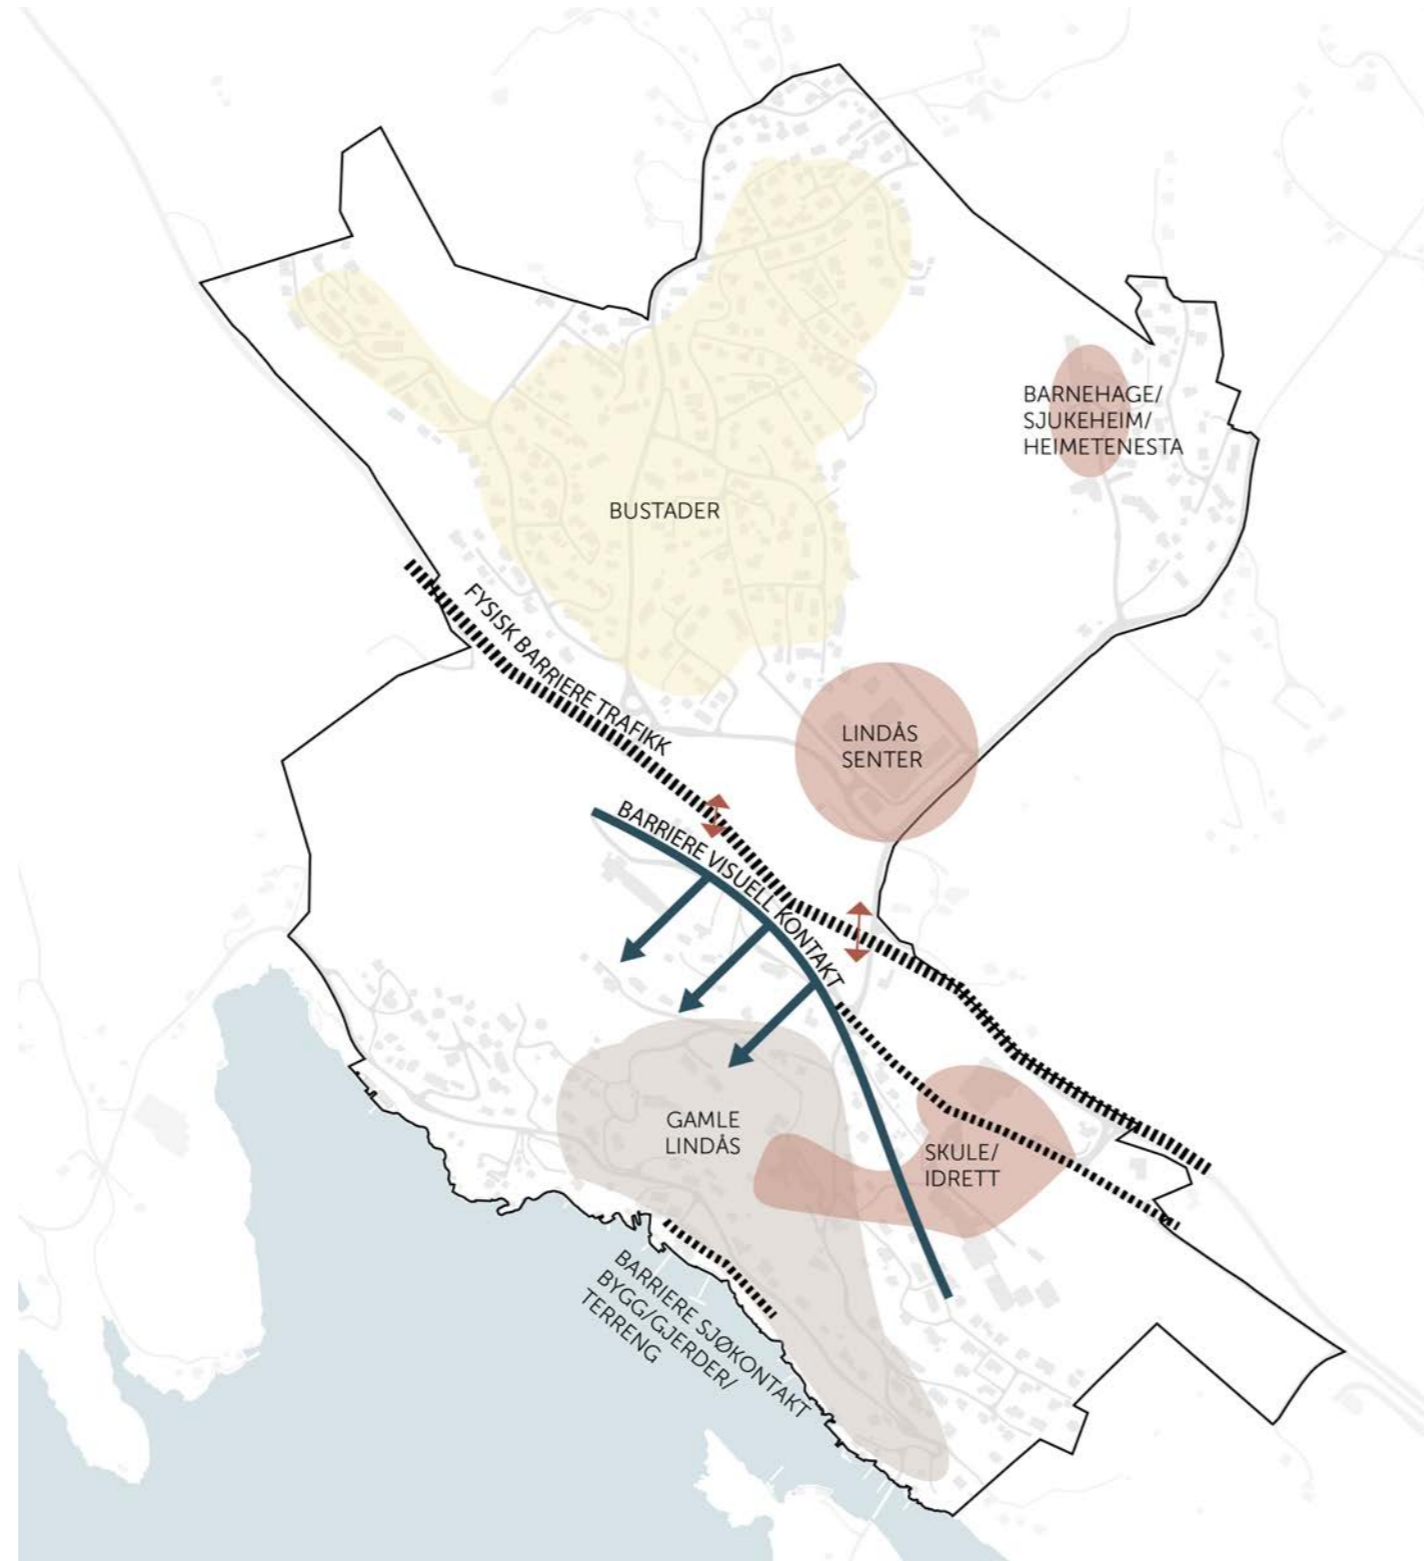 BARNEHAGE/
SJUKEHEIM/
HEIMETENESTA
BUSTADER
FYSISK BARRIERE TRAFIKK
LINDÅS
SENTER
BARRIERE VISUELL KONTAKT
GAMLE
LINDÅS
SKULE/
IDRETT
BARRIERE SJØKONTAKT
BYGG/GJERDER/
TERRENG